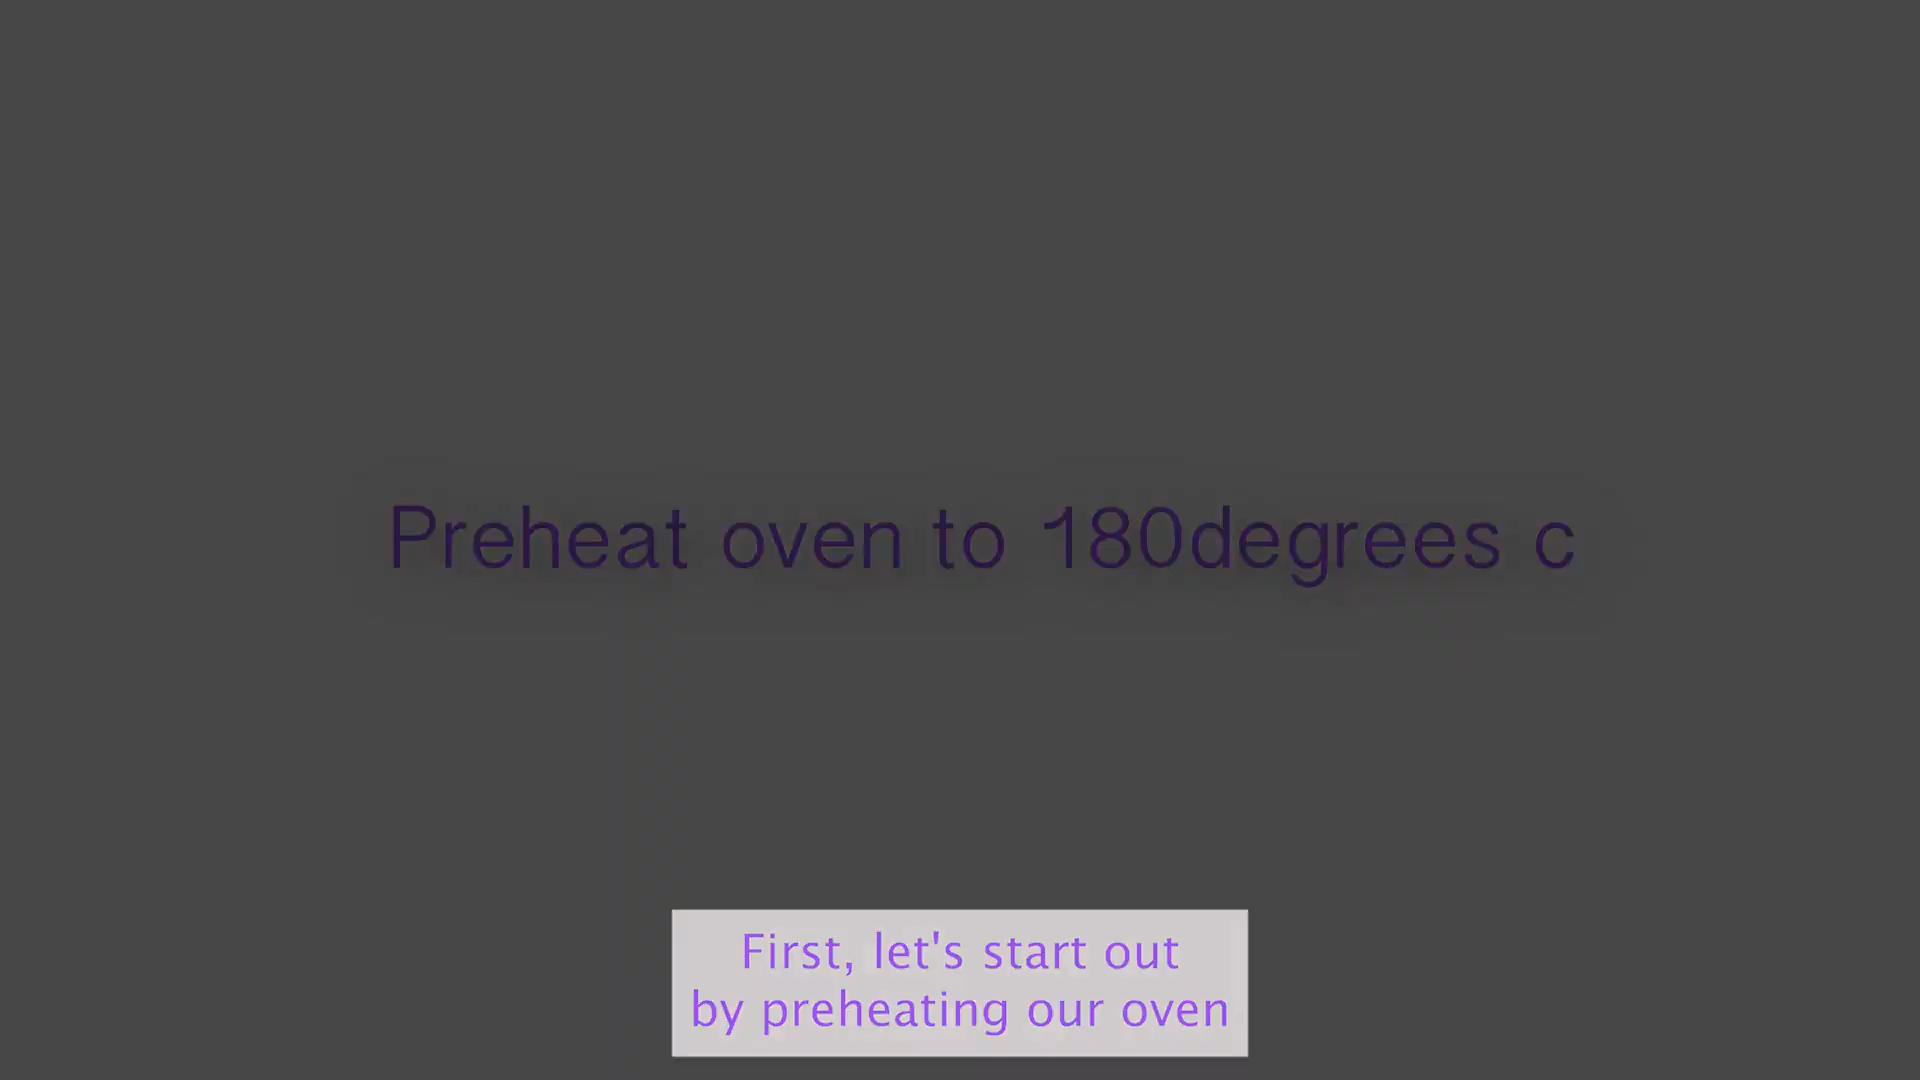 Preheat oven to 180degrees c
First, let's start out
by preheating our oven